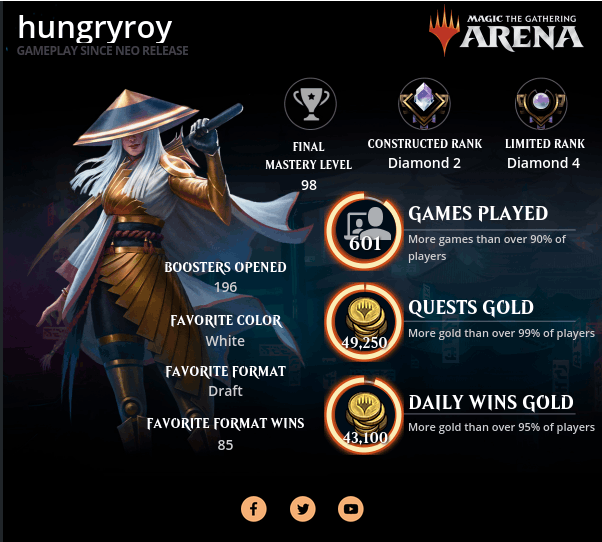 hungryroy
GAMEPLAY SINCE NEO RELEASE
MAGIC THE GATHERING
ARENA
FINAL
MASTERY LEVEL
98
CONSTRUCTED RANK
Diamond 2
LIMITED RANK
Diamond 4
601
GAMES PLAYED
More games than over 90% of
players
BOOSTERS OPENED
196
49,250
QUESTS GOLD
More gold than over 99% of players
FAVORITE COLOR
White
FAVORITE FORMAT
Draft
43,100
DAILY WINS GOLD
More gold than over 95% of players
FAVORITE FORMAT WINS
85